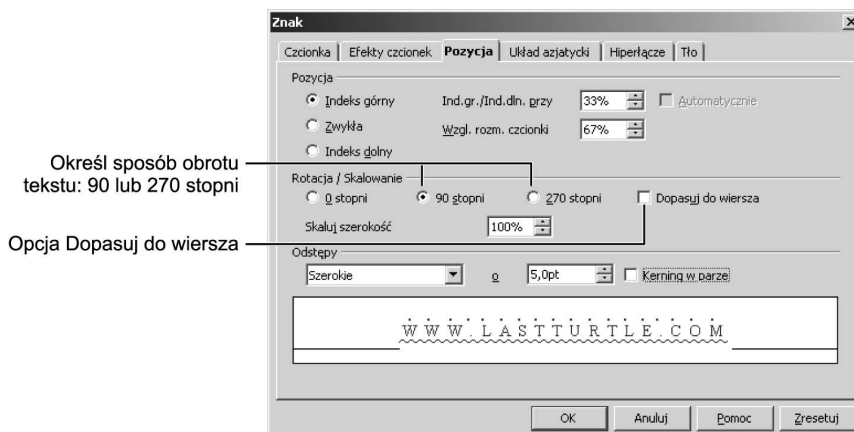 Znak
Czcionka Efekty czcionek Pozycja Układ azjatycki Hiperłącze Tło
Pozycja
Indeks górny Ind.gr./Ind.dln. przy 33% Automatycznie
Zwykła Wzgl. rozm. czcionki 67%
Indeks dolny
Określ sposób obrotu
tekstu: 90 lub 270 stopni
Rotacja / Skalowanie
0 stopni 90 stopni 270 stopni Dopasuj do wiersza
Skaluj szerokość 100%
Opcja Dopasuj do wiersza
Odstępy
Szerokie o 5,0pt Kerning w parze
WWW.LASTTURTLE.COM
OK Anuluj Pomoc Zresetuj